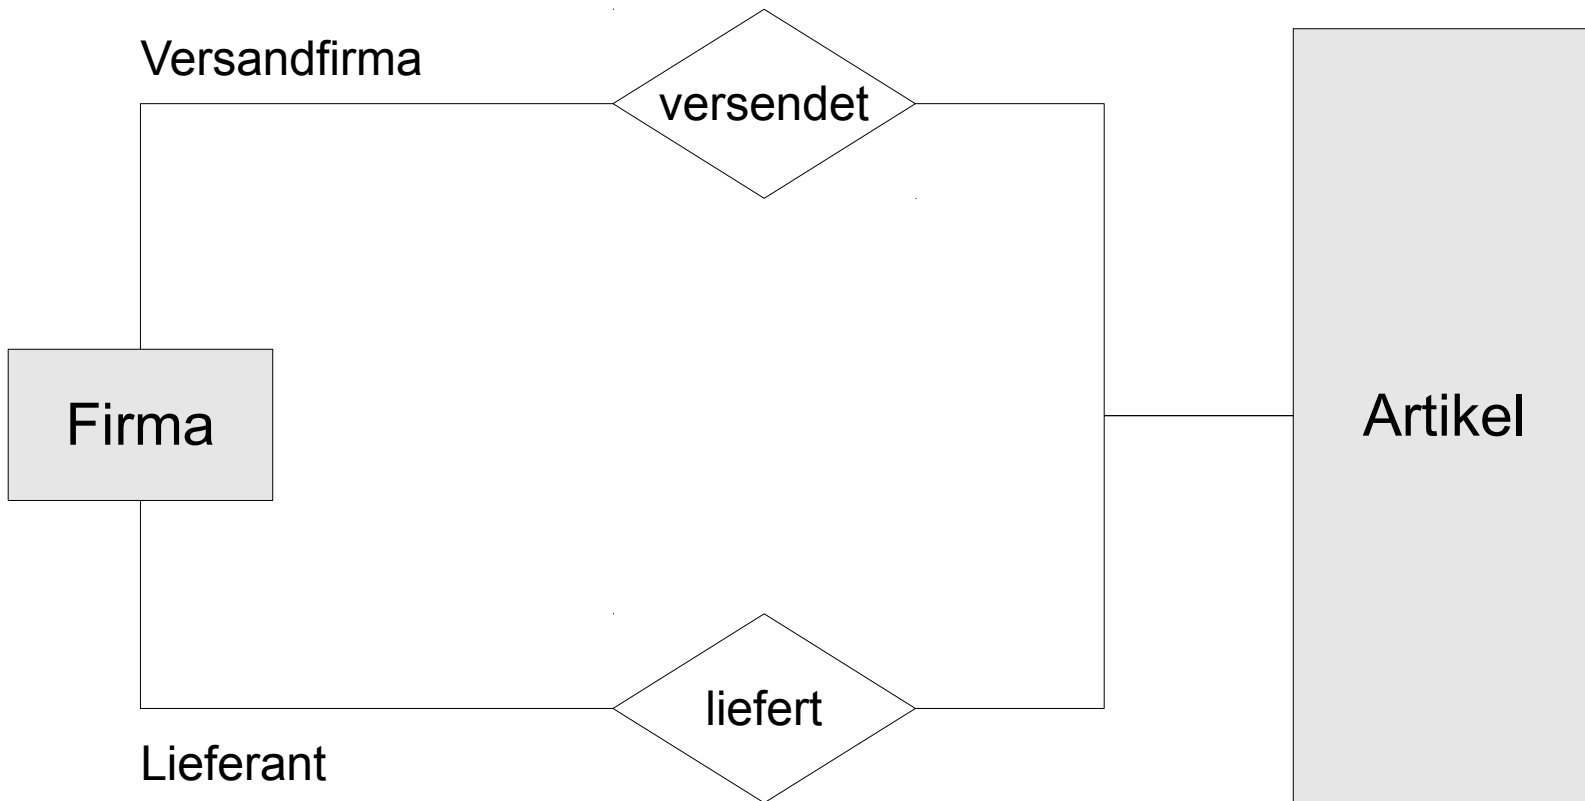 Versandfirma
versendet
Firma
Artikel
liefert
Lieferant